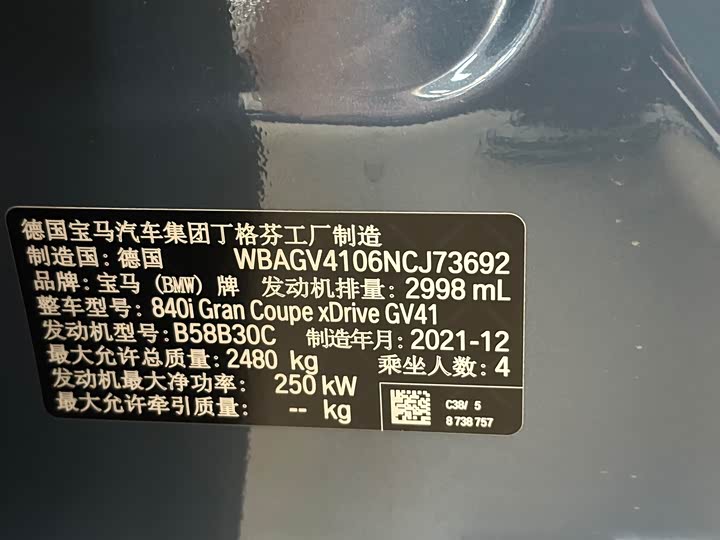 德国宝马汽车集团丁格芬工厂制造
制造国: 德国 WBAGV4106NCJ73692
品牌: 宝马 (BMW) 牌 发动机排量: 2998 mL
整车型号: 840i Gran Coupe xDrive GV41
发动机型号: B58B30C 制造年月: 2021-12
最大允许总质量: 2480 kg 乘坐人数: 4
发动机最大净功率: 250 kW
最大允许牵引质量: -- kg
C38/ 5
8 738 757